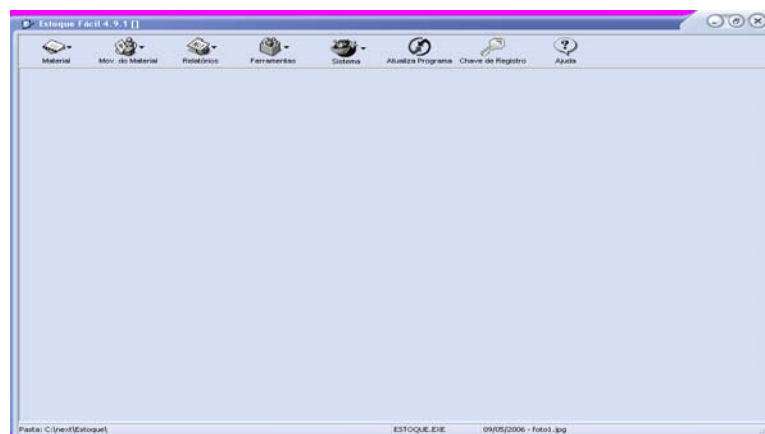 Estoque Fácil 4.9.1 []
Material Mov. do Material Relatórios Ferramentas Sistema Atualiza Programa Chave de Registro Ajuda
Pasta: C:\next\Estoque\ ESTOQUE.EXE 09/05/2006 - foto1.jpg